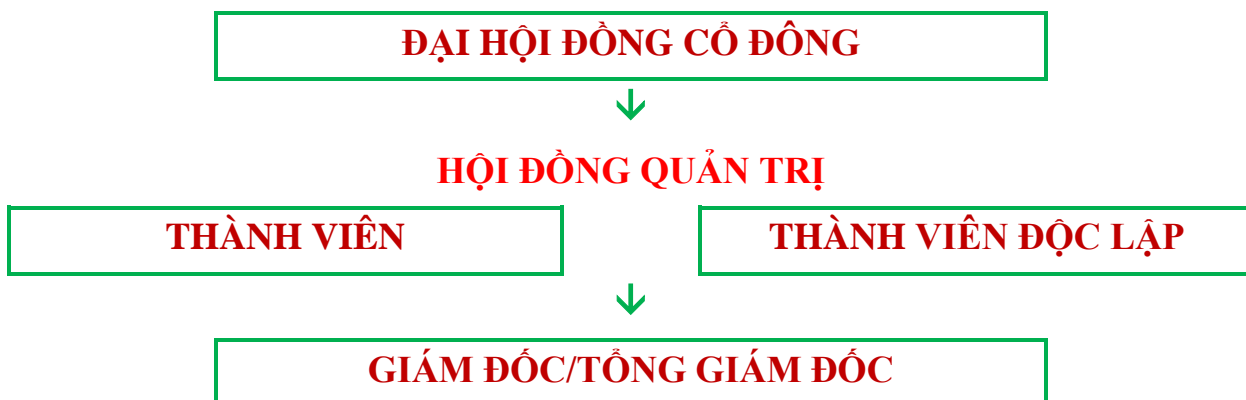 ĐẠI HỘI ĐỒNG CỔ ĐÔNG
HỘI ĐỒNG QUẢN TRỊ
THÀNH VIÊN
THÀNH VIÊN ĐỘC LẬP
GIÁM ĐỐC/TỔNG GIÁM ĐỐC